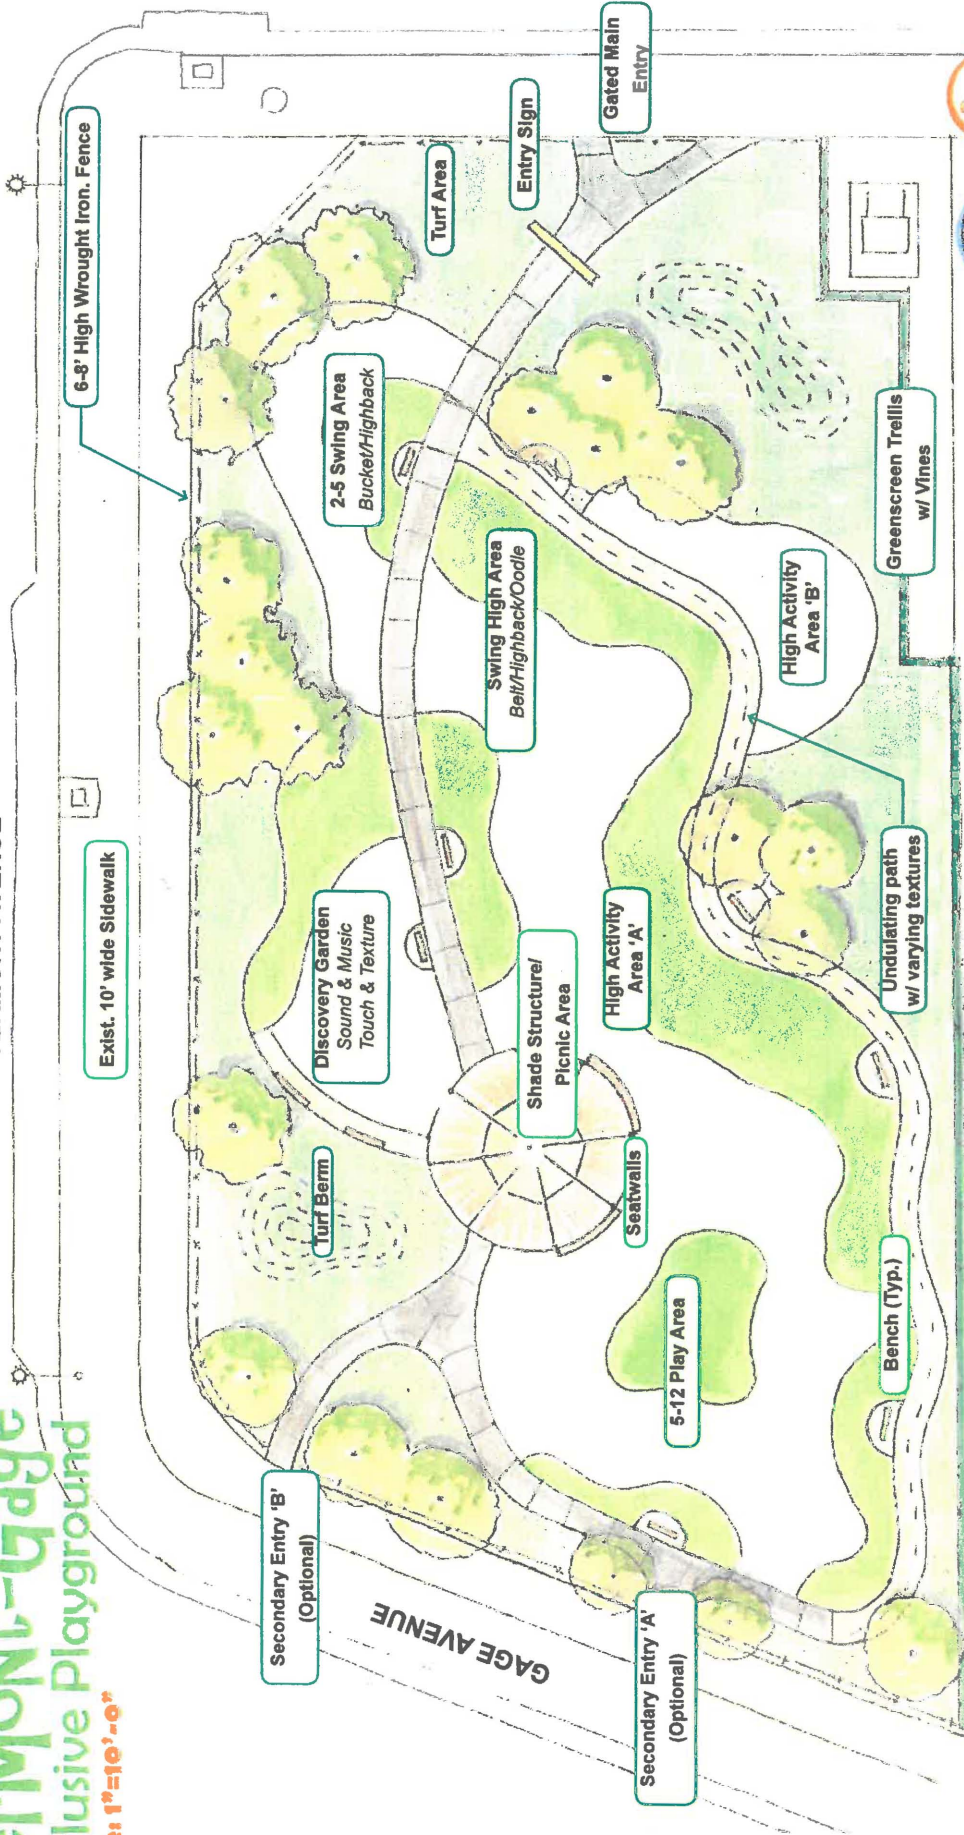 lusive Playground
1"=10'-0"
6-8' High Wrought Iron. Fence
Exist. 10' wide Sidewalk
Gated Main
Entry
Entry Sign
Turf Area
2-5 Swing Area
Bucket/Highback
Swing High Area
Belt/Highback/Oodle
Discovery Garden
Sound & Music
Touch & Texture
Shade Structure/
Picnic Area
High Activity
Area 'A'
High Activity
Area 'B'
Greenscreen Trellis
w/ Vines
Undulating path
w/ varying textures
Turf Berm
Seatwalls
5-12 Play Area
Bench (Typ.)
Secondary Entry 'B'
(Optional)
GAGE AVENUE
Secondary Entry 'A'
(Optional)